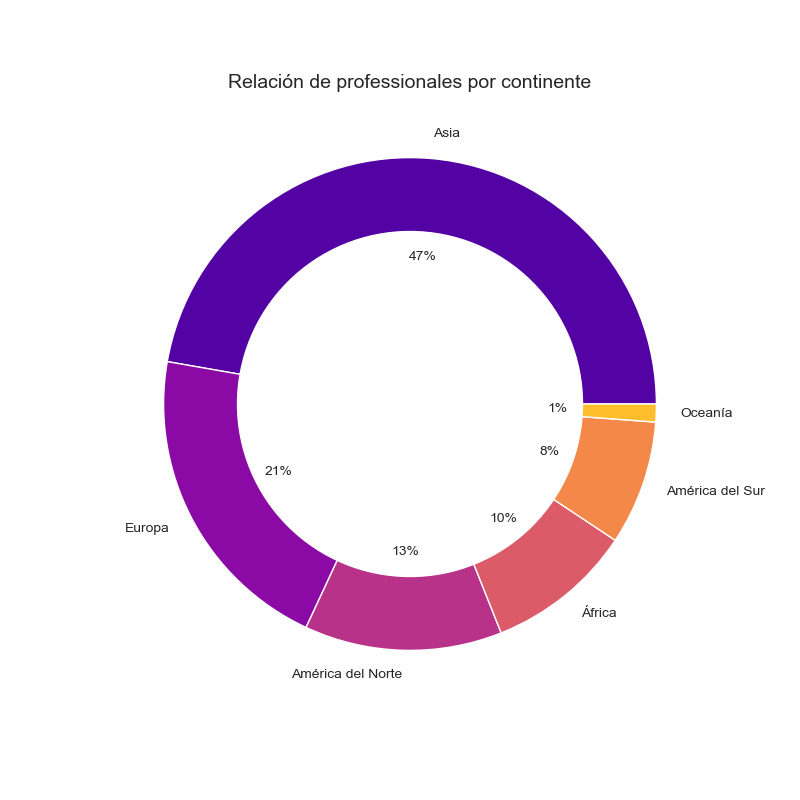 Relación de professionales por continente
Asia
47%
1%
Oceanía
8%
21%
América del Sur
10%
Europa
13%
África
América del Norte